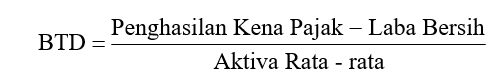 BTD = Penghasilan Kena Pajak – Laba Bersih
Aktiva Rata - rata